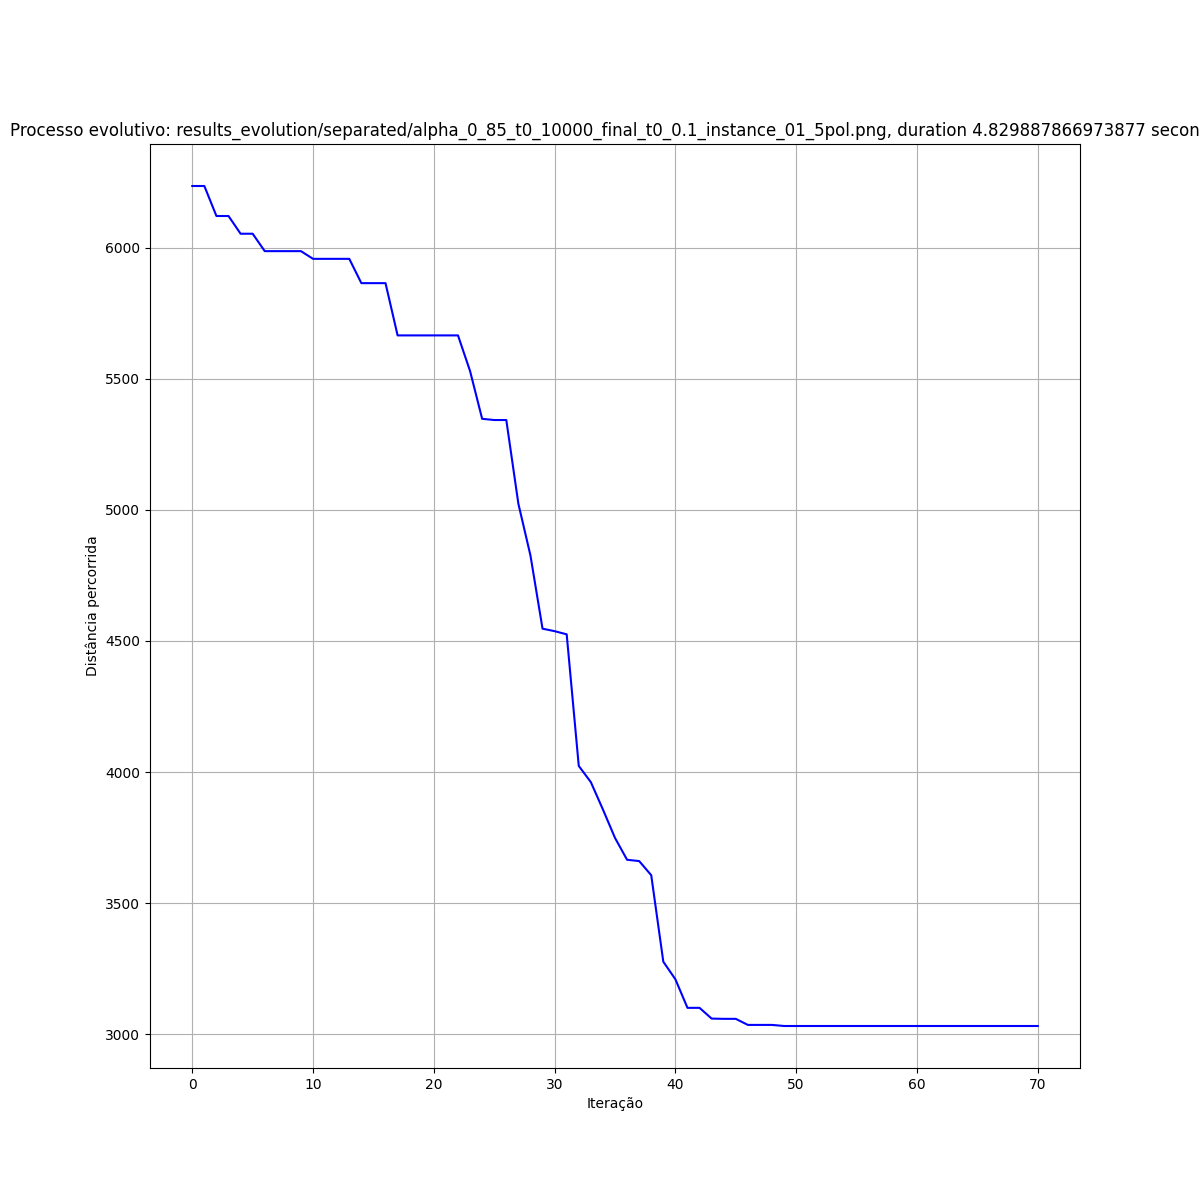 Processo evolutivo: results_evolution/separated/alpha_0_85_t0_10000_final_t0_0.1_instance_01_5pol.png, duration 4.829887866973877 secon
6000
5500
5000
4500
4000
3500
3000
Distância percorrida
0 10 20 30 40 50 60 70
Iteração